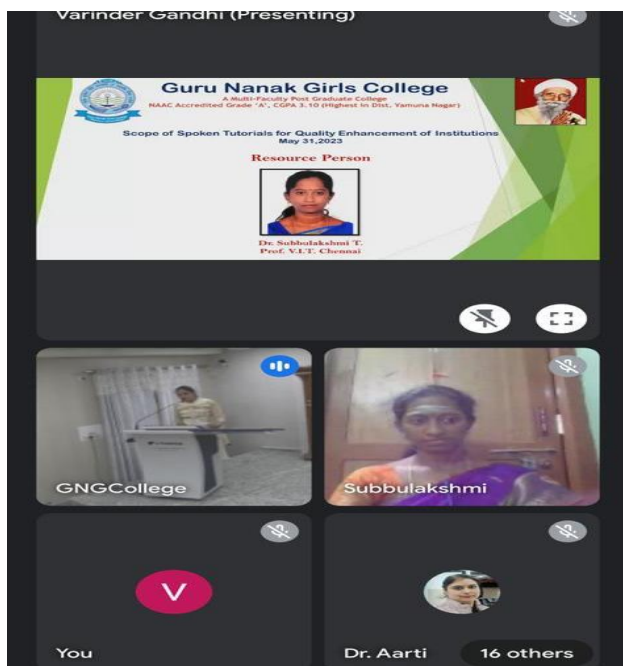 Varinder Gandhi (Presenting)
Guru Nanak Girls College
A Multi-Faculty Post Graduate College
NAAC Accredited Grade 'A', CGPA 3.10 (Highest in Dist. Yamuna Nagar)
Scope of Spoken Tutorials for Quality Enhancement of Institutions
May 31,2023
Resource Person
Dr. Subbulakshmi T.
Prof. V.I.T. Chennai
GNGCollege
Subbulakshmi
V
You
Dr. Aarti
16 others